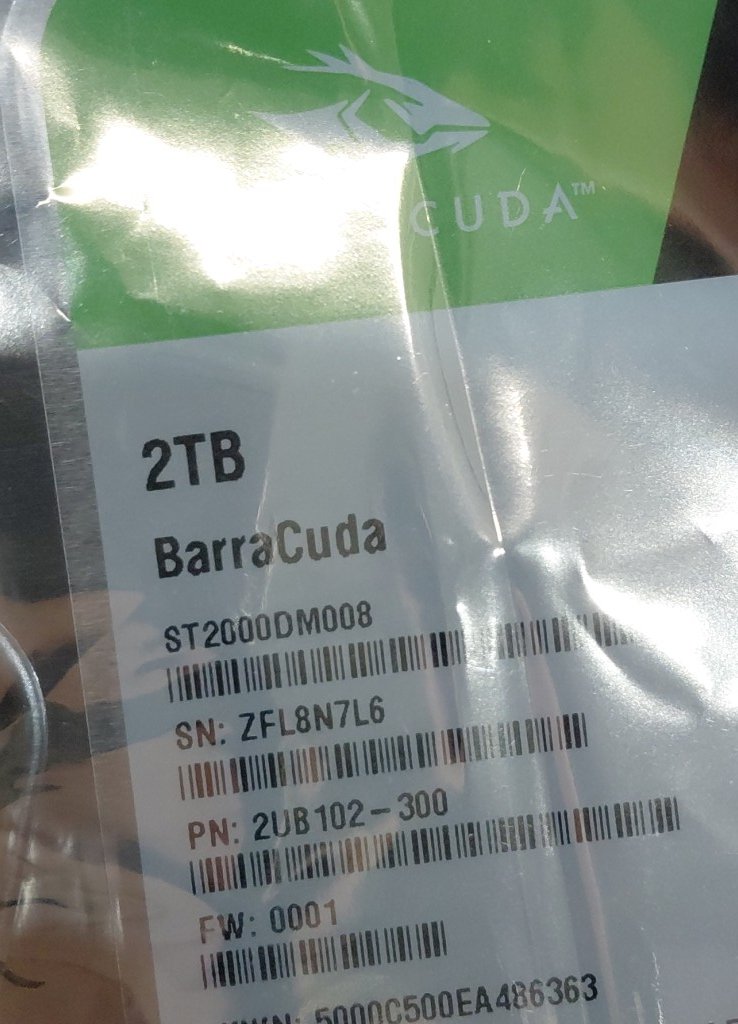 CUDA™
2TB
BarraCuda
ST2000DM008
SN: ZFL8N7L6
PN: 2UB102-300
FW: 0001
5000C500EA486363